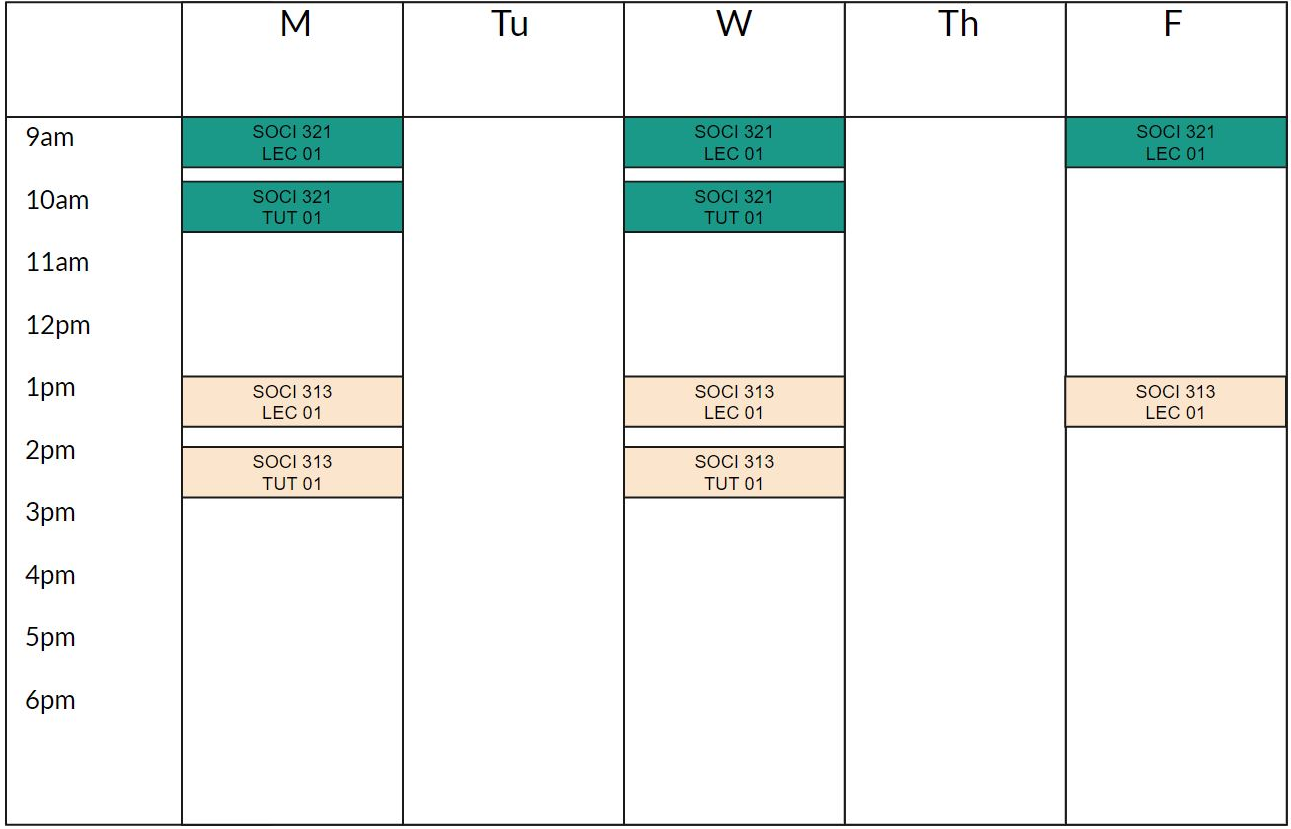 M Tu W Th F
9am
SOCI 321 SOCI 321 SOCI 321
LEC 01 LEC 01 LEC 01
10am
SOCI 321 SOCI 321
TUT 01 TUT 01
11am
12pm
1pm
SOCI 313 SOCI 313 SOCI 313
LEC 01 LEC 01 LEC 01
2pm
SOCI 313 SOCI 313
TUT 01 TUT 01
3pm
4pm
5pm
6pm